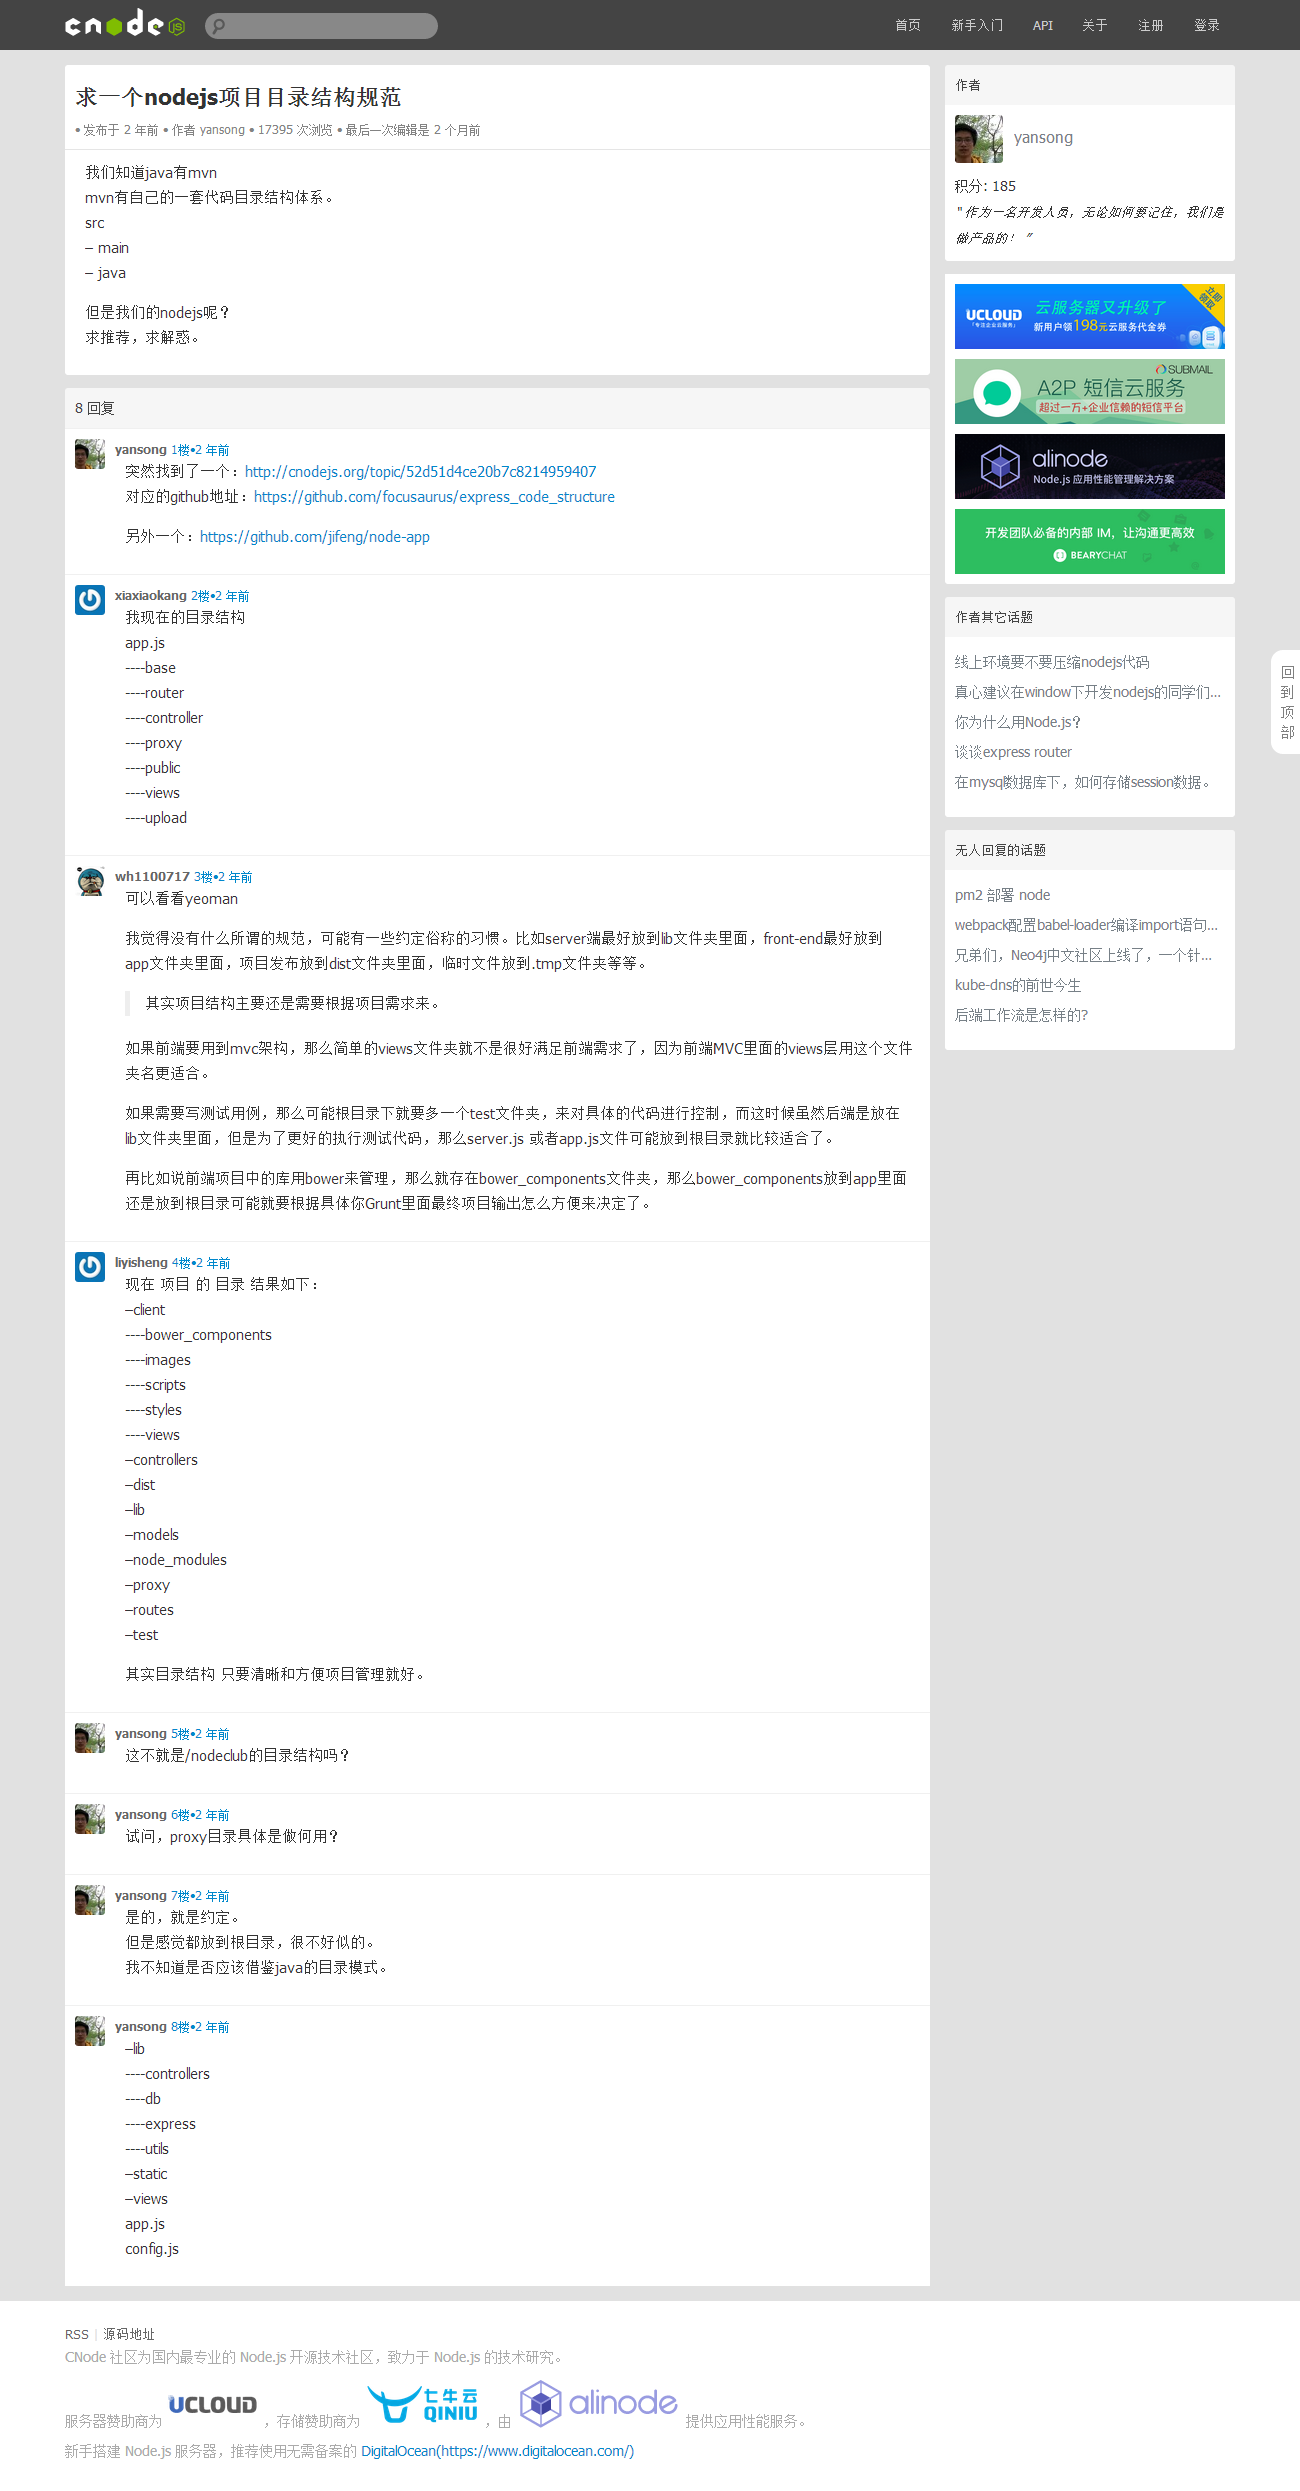 cnodejs
首页
新手入门
API
关于
注册
登录
求一个nodejs项目目录结构规范
• 发布于 2 年前 • 作者 yansong • 17395 次浏览 • 最后一次编辑是 2 个月前
我们知道java有mvn
mvn有自己的一套代码目录结构体系。
src
– main
– java
但是我们的nodejs呢？
求推荐，求解惑。
8 回复
yansong 1楼•2 年前
突然找到了一个：http://cnodejs.org/topic/52d51d4ce20b7c8214959407
对应的github地址：https://github.com/focusaurus/express_code_structure
另外一个：https://github.com/jifeng/node-app
xiaxiaokang 2楼•2 年前
我现在的目录结构
app.js
----base
----router
----controller
----proxy
----public
----views
----upload
wh1100717 3楼•2 年前
可以看看yeoman
我觉得没有什么所谓的规范，可能有一些约定俗称的习惯。比如server端最好放到lib文件夹里面，front-end最好放到
app文件夹里面，项目发布放到dist文件夹里面，临时文件放到.tmp文件夹等等。
其实项目结构主要还是需要根据项目需求来。
如果前端要用到mvc架构，那么简单的views文件夹就不是很好满足前端需求了，因为前端MVC里面的views层用这个文件
夹名更适合。
如果需要写测试用例，那么可能根目录下就要多一个test文件夹，来对具体的代码进行控制，而这时候虽然后端是放在
lib文件夹里面，但是为了更好的执行测试代码，那么server.js 或者app.js文件可能放到根目录就比较适合了。
再比如说前端项目中的库用bower来管理，那么就存在bower_components文件夹，那么bower_components放到app里面
还是放到根目录可能就要根据具体你Grunt里面最终项目输出怎么方便来决定了。
liyisheng 4楼•2 年前
现在 项目 的 目录 结果如下：
–client
----bower_components
----images
----scripts
----styles
----views
–controllers
–dist
–lib
–models
–node_modules
–proxy
–routes
–test
其实目录结构 只要清晰和方便项目管理就好。
yansong 5楼•2 年前
这不就是/nodeclub的目录结构吗？
yansong 6楼•2 年前
试问，proxy目录具体是做何用？
yansong 7楼•2 年前
是的，就是约定。
但是感觉都放到根目录，很不好似的。
我不知道是否应该借鉴java的目录模式。
yansong 8楼•2 年前
–lib
----controllers
----db
----express
----utils
–static
–views
app.js
config.js
作者
yansong
积分: 185
" 作为一名开发人员，无论如何要记住，我们是
做产品的！ ”
UCLOUD
「专注企业云服务」
云服务器又升级了
新用户领198元云服务代金券
立即
领取
SUBMAIL
A2P 短信云服务
超过一万+企业信赖的短信平台
alinode
Node.js 应用性能管理解决方案
开发团队必备的内部 IM，让沟通更高效
BEARYCHAT
作者其它话题
线上环境要不要压缩nodejs代码
真心建议在window下开发nodejs的同学们...
你为什么用Node.js?
谈谈express router
在mysql数据库下，如何存储session数据。
无人回复的话题
pm2 部署 node
webpack配置babel-loader编译import语句...
兄弟们，Neo4j中文社区上线了，一个针...
kube-dns的前世今生
后端工作流是怎样的?
回
到
顶
部
RSS | 源码地址
CNode 社区为国内最专业的 Node.js 开源技术社区，致力于 Node.js 的技术研究。
服务器赞助商为 UCLOUD ，存储赞助商为 七牛云 QINIU ，由 alinode 提供应用性能服务。
新手搭建 Node.js 服务器，推荐使用无需备案的 DigitalOcean(https://www.digitalocean.com/)